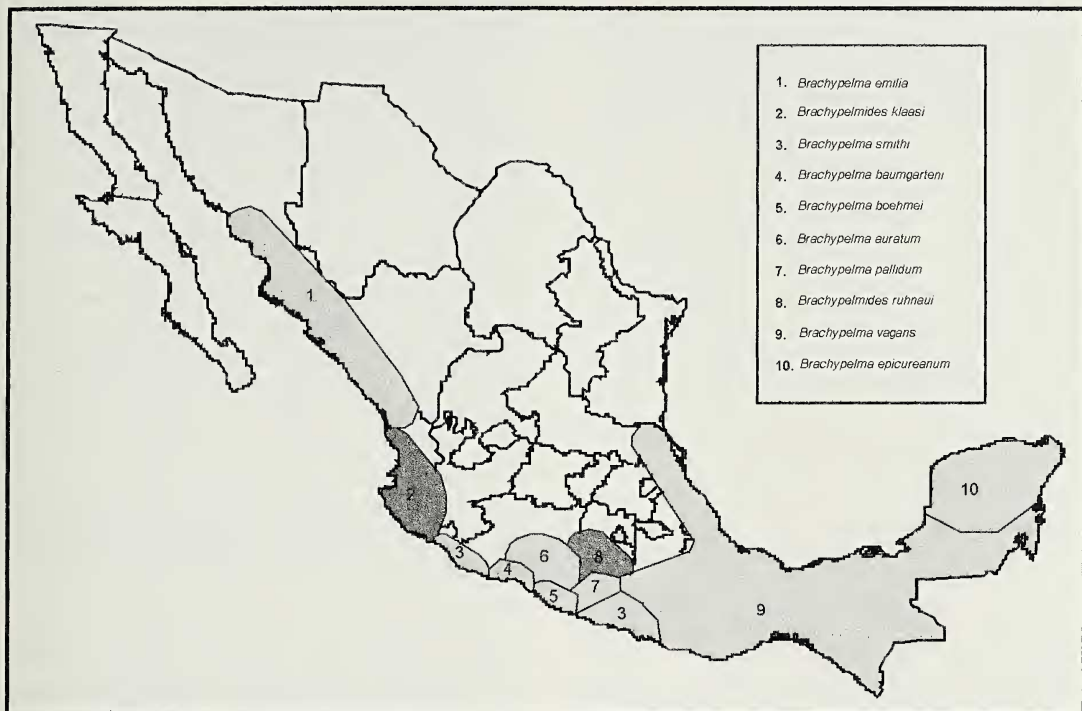 1. Brachypelma emilia
2. Brachypelmides klaasi
3. Brachypelma smithi
4. Brachypelma baumgarteni
5. Brachypelma boehmei
6. Brachypelma auratum
7. Brachypelma pallidum
8. Brachypelmides ruhnaui
9. Brachypelma vagans
10. Brachypelma epicureanum
1
2
10
3
6
8
4
7
5
3
9